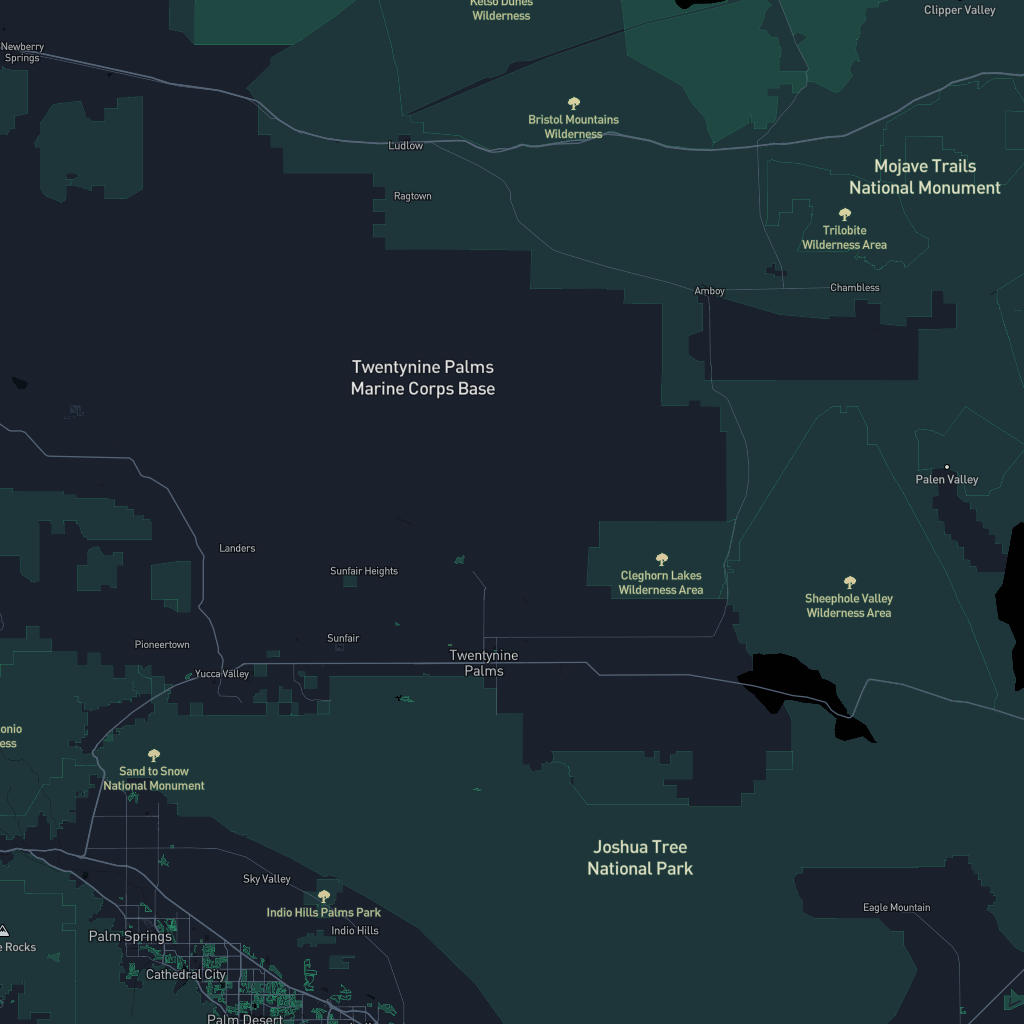 Kelso Dunes
Wilderness
Clipper Valley
Newberry
Springs
Bristol Mountains
Wilderness
Ludlow
Mojave Trails
National Monument
Ragtown
Trilobite
Wilderness Area
Amboy
Chambless
Twentynine Palms
Marine Corps Base
Palen Valley
Landers
Sunfair Heights
Cleghorn Lakes
Wilderness Area
Sheephole Valley
Wilderness Area
Sunfair
Pioneertown
Twentynine
Palms
Yucca Valley
onio
ess
Sand to Snow
National Monument
Joshua Tree
National Park
Sky Valley
Indio Hills Palms Park
Eagle Mountain
Indio Hills
Palm Springs
e Rocks
Cathedral City
Palm Desert